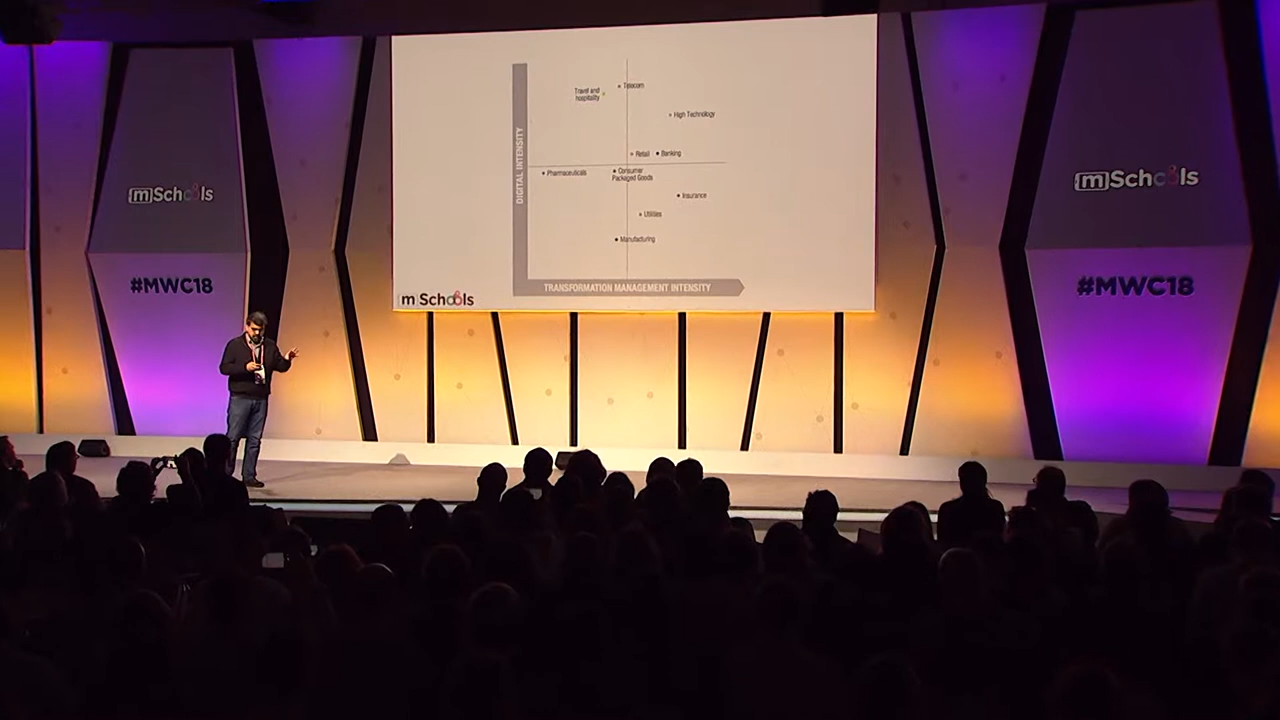 Travel and
hospitality
Telecom
High Technology
Retail
Banking
Pharmaceuticals
Consumer
Packaged Goods
Insurance
Utilities
Manufacturing
DIGITAL INTENSITY
TRANSFORMATION MANAGEMENT INTENSITY
mSchools
mSchools
#MWC18
mSchools
#MWC18